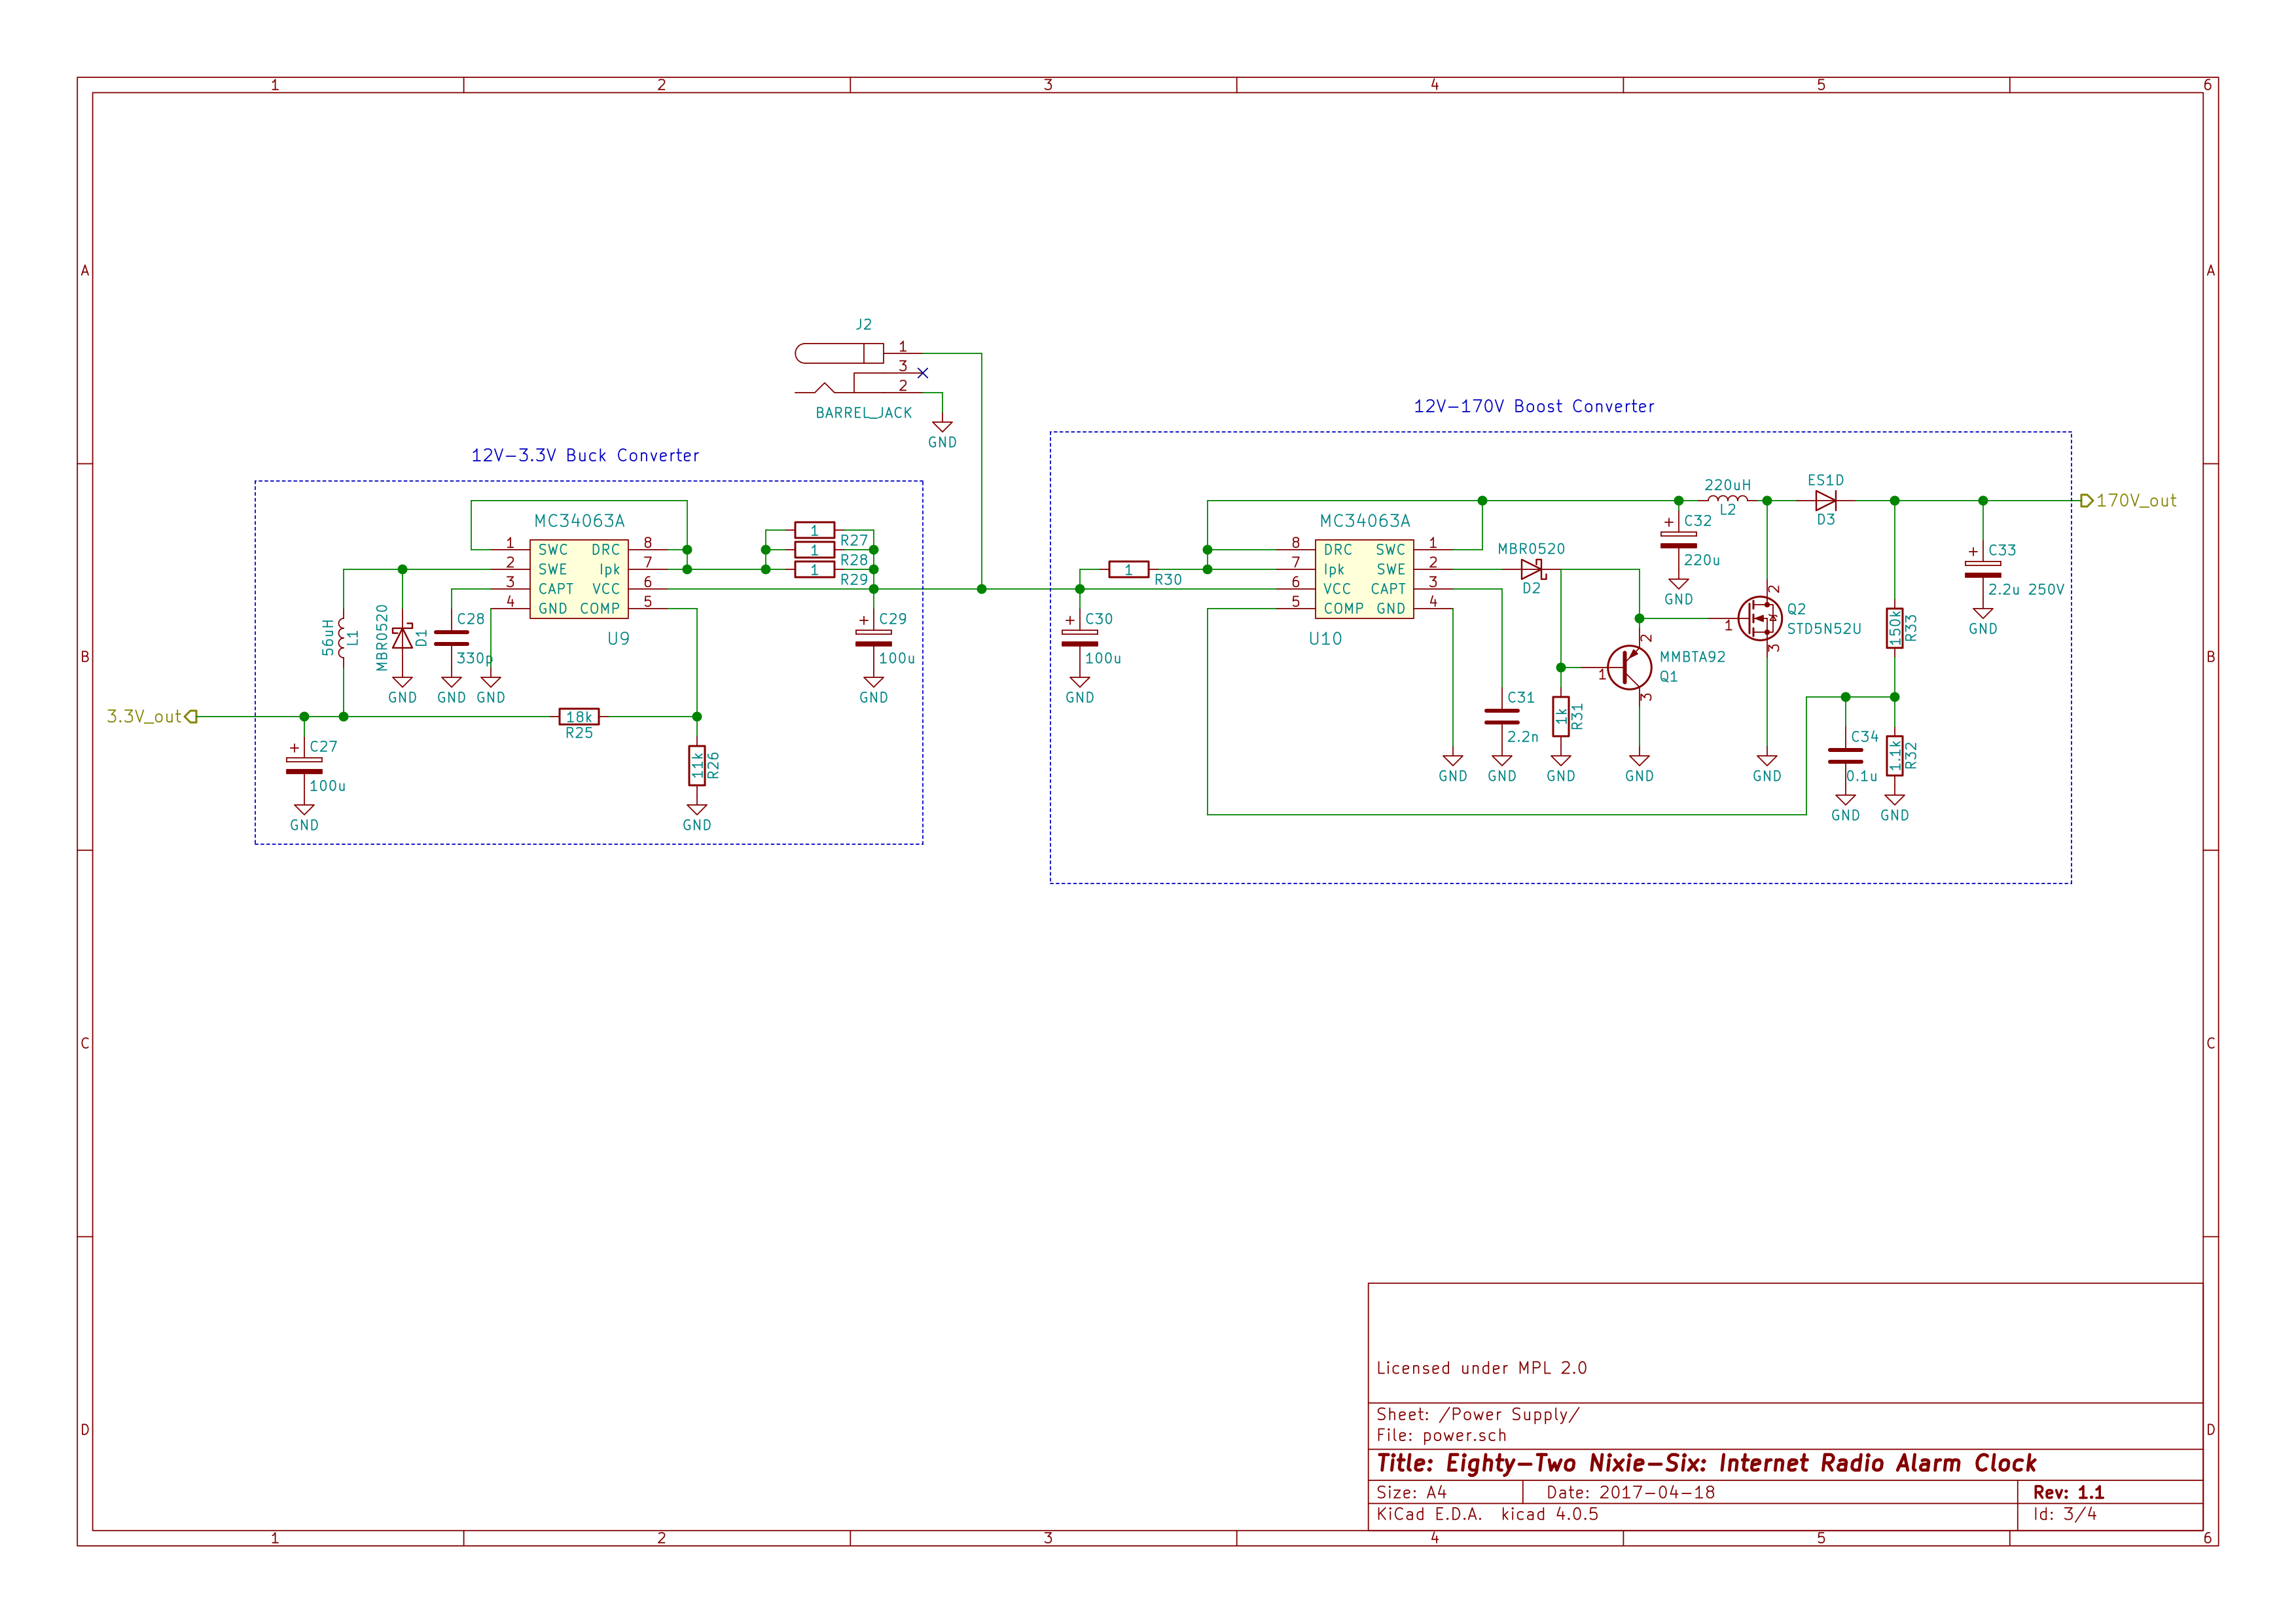 1 2 3 4 5 6
A A
J2
1
3
2
BARREL_JACK
GND
12V-170V Boost Converter
12V-3.3V Buck Converter
MC34063A
1 SWC DRC 8
2 SWE Ipk 7
3 CAPT VCC 6
4 GND COMP 5
U9
1 R27
1 R28
1 R29
56uH L1
MBR0520 D1
C28
330p
GND GND GND
+ C29
100u
GND
3.3V_out
18k
R25
+ C27
100u
GND
11k R26
GND
+ C30
100u
GND
1 R30
MC34063A
8 DRC SWC 1
7 Ipk SWE 2
6 VCC CAPT 3
5 COMP GND 4
U10
MBR0520
D2
220uH
L2
ES1D
D3
170V_out
+ C32
220u
GND
+ C33
2.2u 250V
GND
2
Q2
STD5N52U
1
3
150k R33
2
MMBTA92
Q1
1
3
C31
2.2n
1k R31
C34
0.1u
1.1k R32
GND GND GND GND GND
GND GND
B B
C C
D D
Licensed under MPL 2.0
Sheet: /Power Supply/
File: power.sch
Title: Eighty-Two Nixie-Six: Internet Radio Alarm Clock
Size: A4 Date: 2017-04-18 Rev: 1.1
KiCad E.D.A. kicad 4.0.5 Id: 3/4
1 2 3 4 5 6